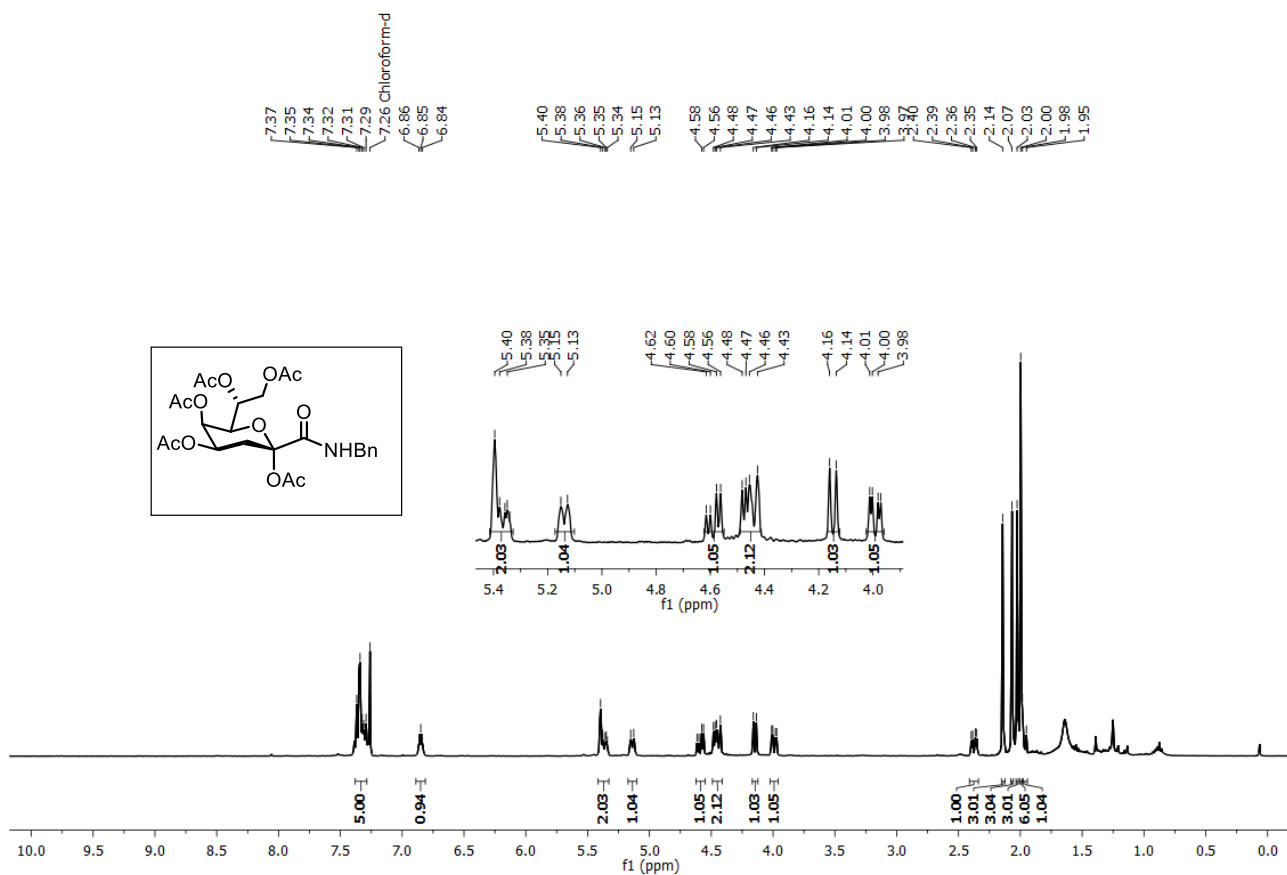 7.37 7.35 7.34 7.32 7.31 7.29 7.26 Chloroform-d 6.86 6.85 6.84 5.40 5.38 5.36 5.35 5.34 5.15 5.13 4.58 4.56 4.48 4.47 4.46 4.43 4.16 4.14 4.01 4.00 3.98 3.97 2.40 2.39 2.36 2.35 2.14 2.07 2.03 2.00 1.98 1.95
5.40 5.38 5.35 5.15 5.13 4.62 4.60 4.58 4.56 4.48 4.47 4.46 4.43 4.16 4.14 4.01 4.00 3.98
AcO OAc
AcO O
O
AcO NHBn
OAc
2.03 1.04 1.05 2.12 1.03 1.05
5.4 5.2 5.0 4.8 4.6 4.4 4.2 4.0
f1 (ppm)
5.00 0.94 2.03 1.04 1.05 2.12 1.03 1.05 1.00 3.01 3.04 3.01 6.05 1.04
10.0 9.5 9.0 8.5 8.0 7.5 7.0 6.5 6.0 5.5 5.0 4.5 4.0 3.5 3.0 2.5 2.0 1.5 1.0 0.5 0.0
f1 (ppm)